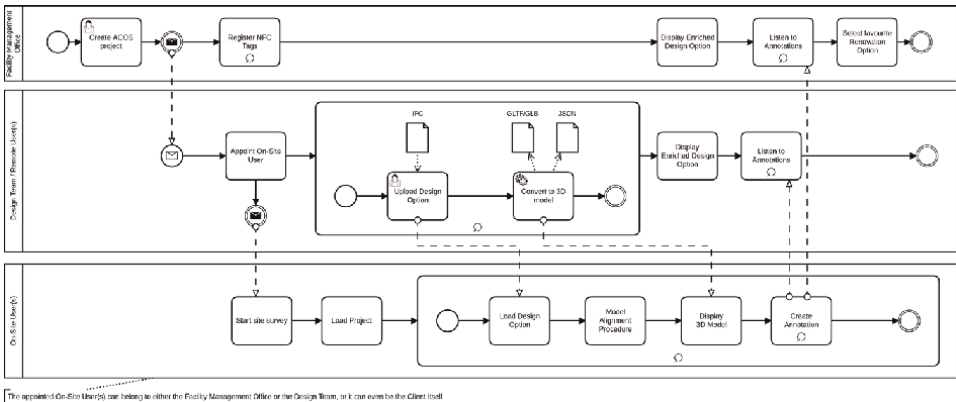 Facility Management
Office
Create ACOS
project
Register NFC
Tags
Display Enriched
Design Option
Listen to
Annotations
Select favourite
Renovation
Option
Design Team / Remote User(s)
Appoint On-Site
User
IFC
GLTF/GLB
JSON
Upload Design
Option
Convert to 3D
model
Display
Enriched Design
Option
Listen to
Annotations
On-Site User(s)
Start site survey
Load Project
Load Design
Option
Model
Alignment
Procedure
Display
3D Model
Create
Annotation
The appointed On-Site User(s) can belong to either the Facility Management Office or the Design Team, or it can even be the Client itself